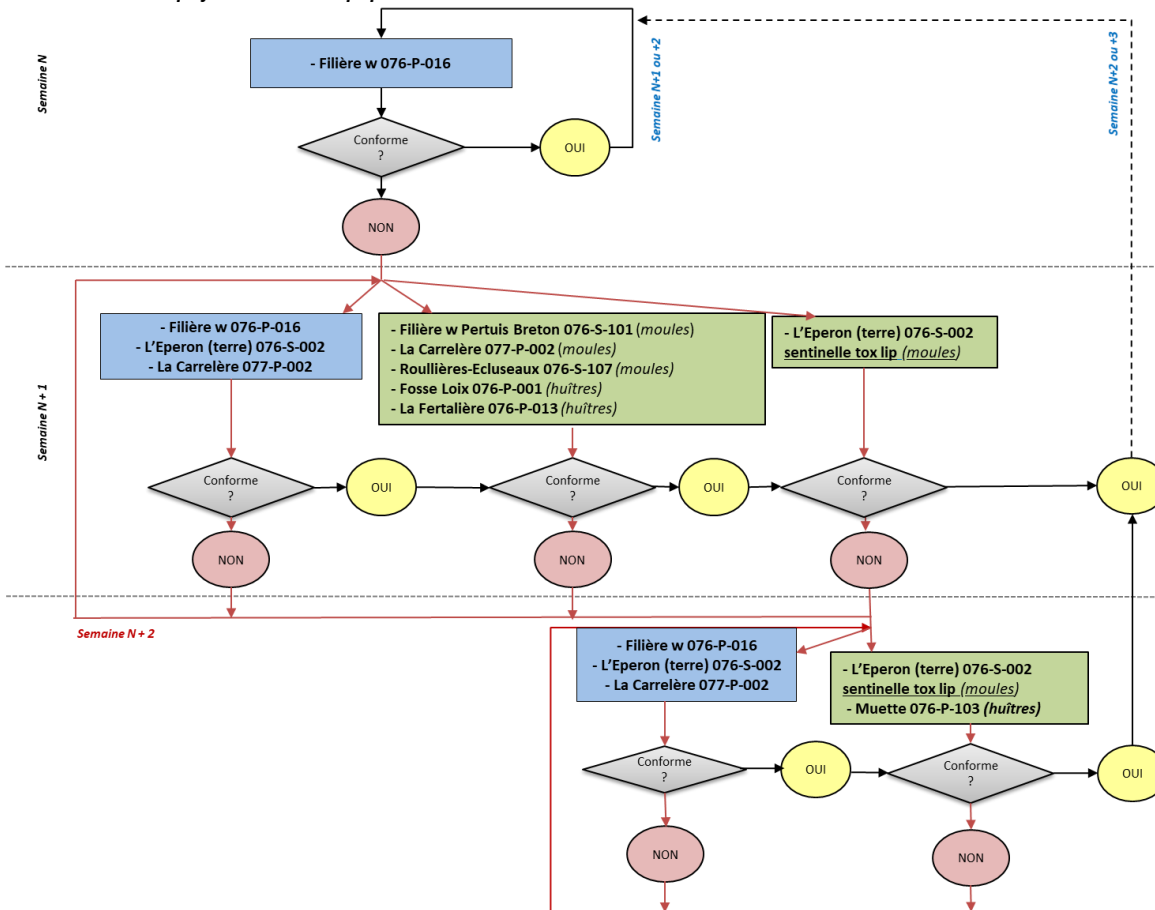 Semaine N
- Filière w 076-P-016
Conforme
?
OUI
Semaine N+1 ou +2
Semaine N+2 ou +3
NON
Semaine N + 1
- Filière w 076-P-016
- L'Eperon (terre) 076-S-002
- La Carrelère 077-P-002
- Filière w Pertuis Breton 076-S-101 (moules)
- La Carrelère 077-P-002 (moules)
- Roullières-Ecluseaux 076-S-107 (moules)
- Fosse Loix 076-P-001 (huîtres)
- La Fertalière 076-P-013 (huîtres)
- L'Eperon (terre) 076-S-002
sentinelle tox lip (moules)
Conforme
?
OUI
Conforme
?
OUI
Conforme
?
OUI
NON
NON
NON
Semaine N + 2
- Filière w 076-P-016
- L'Eperon (terre) 076-S-002
- La Carrelère 077-P-002
- L'Eperon (terre) 076-S-002
sentinelle tox lip (moules)
- Muette 076-P-103 (huîtres)
Conforme
?
OUI
Conforme
?
OUI
NON
NON